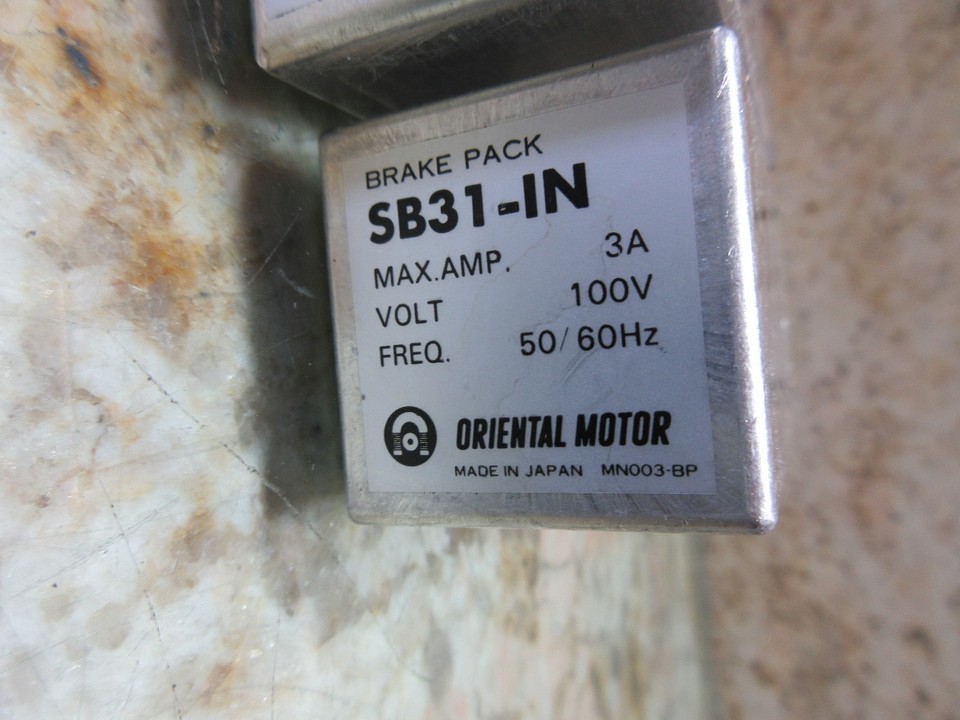 BRAKE PACK
SB31-IN
MAX.AMP. 3A
VOLT 100V
FREQ. 50/60Hz
ORIENTAL MOTOR
MADE IN JAPAN MN003-BP